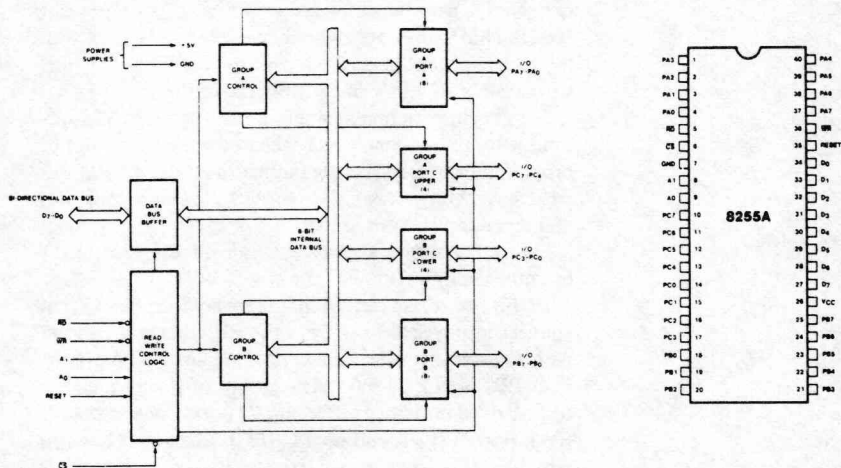 POWER
SUPPLIES
+5V
GND
GROUP
A
CONTROL
GROUP
A
PORT
A
(8)
I/O
PA7-PA0
GROUP
A
PORT C
UPPER
(4)
I/O
PC7-PC4
BI-DIRECTIONAL DATA BUS
D7-D0
DATA
BUS
BUFFER
8-BIT
INTERNAL
DATA BUS
GROUP
B
PORT C
LOWER
(4)
I/O
PC3-PC0
R̅D̅
W̅R̅
A1
A0
RESET
C̅S̅
READ
WRITE
CONTROL
LOGIC
GROUP
B
CONTROL
GROUP
B
PORT
B
(8)
I/O
PB7-PB0
PA3 1 40 PA4
PA2 2 39 PA5
PA1 3 38 PA6
PA0 4 37 PA7
R̅D̅ 5 36 W̅R̅
C̅S̅ 6 35 RESET
GND 7 34 D0
A1 8 33 D1
A0 9 32 D2
PC7 10 8255A 31 D3
PC6 11 30 D4
PC5 12 29 D5
PC4 13 28 D6
PC0 14 27 D7
PC1 15 26 VCC
PC2 16 25 PB7
PC3 17 24 PB6
PB0 18 23 PB5
PB1 19 22 PB4
PB2 20 21 PB3